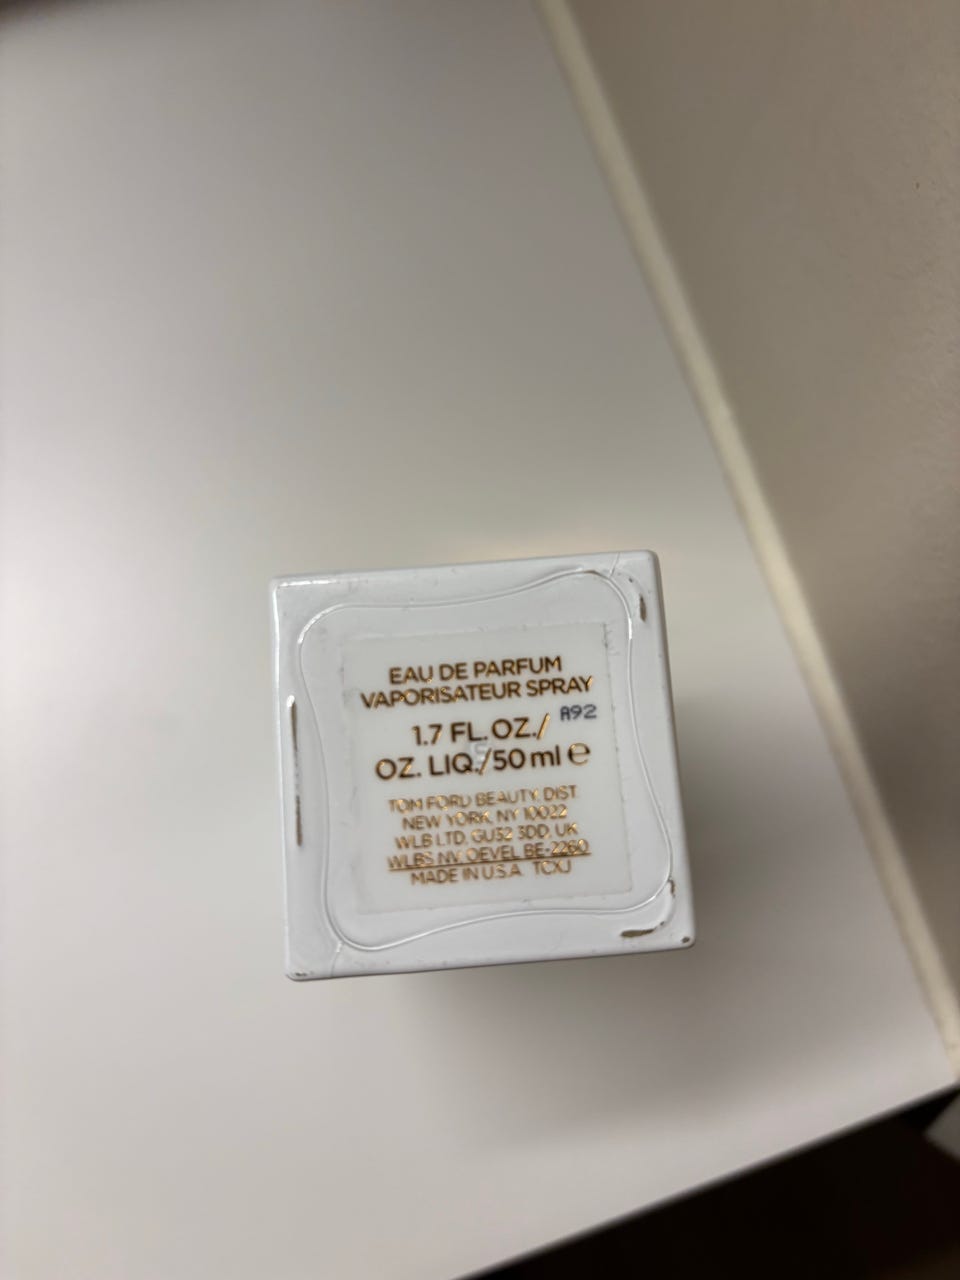 EAU DE PARFUM
VAPORISATEUR SPRAY
A92
1.7 FL. OZ./
OZ. LIQ./50 ml ℮
TOM FORD BEAUTY, DIST.
NEW YORK, NY 10022
WLB LTD, GU32 3DD, UK
WLBS NV, OEVEL BE-2260
MADE IN U.S.A. TCXJ